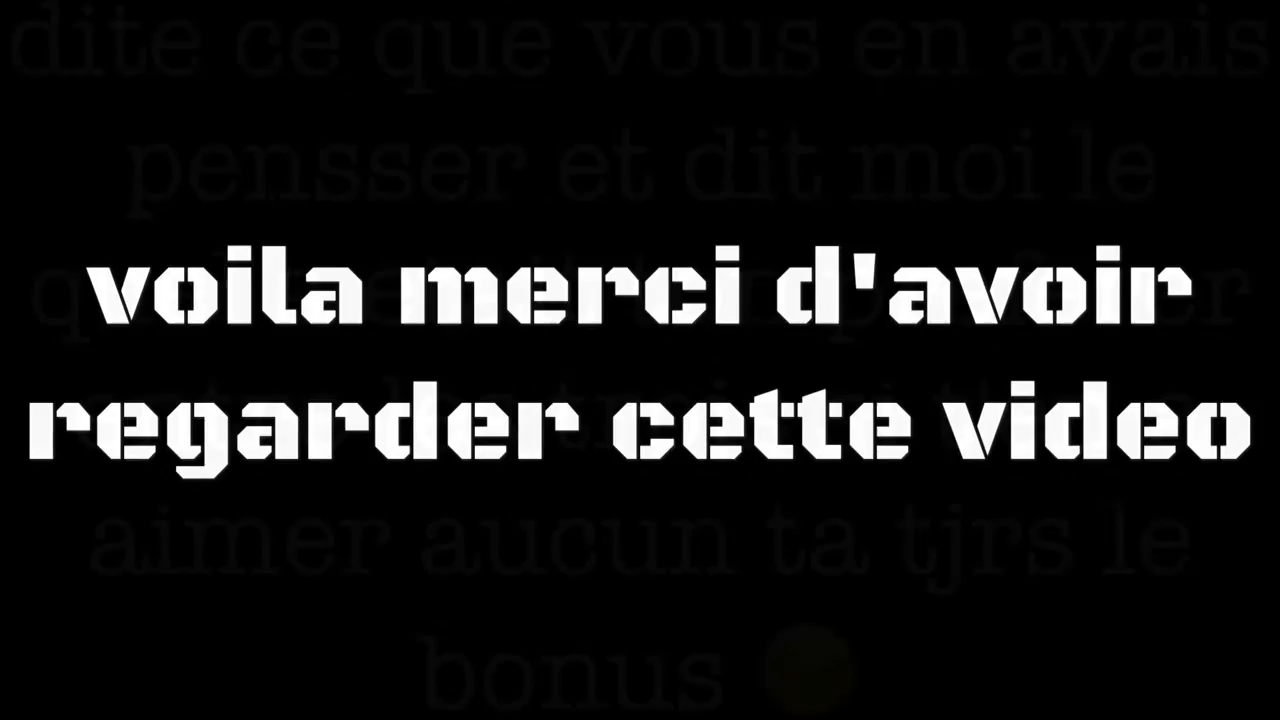 dite ce que vous en avais
pensser et dit moi le
voila merci d'avoir
regarder cette video
aimer aucun ta tjrs le
bonus